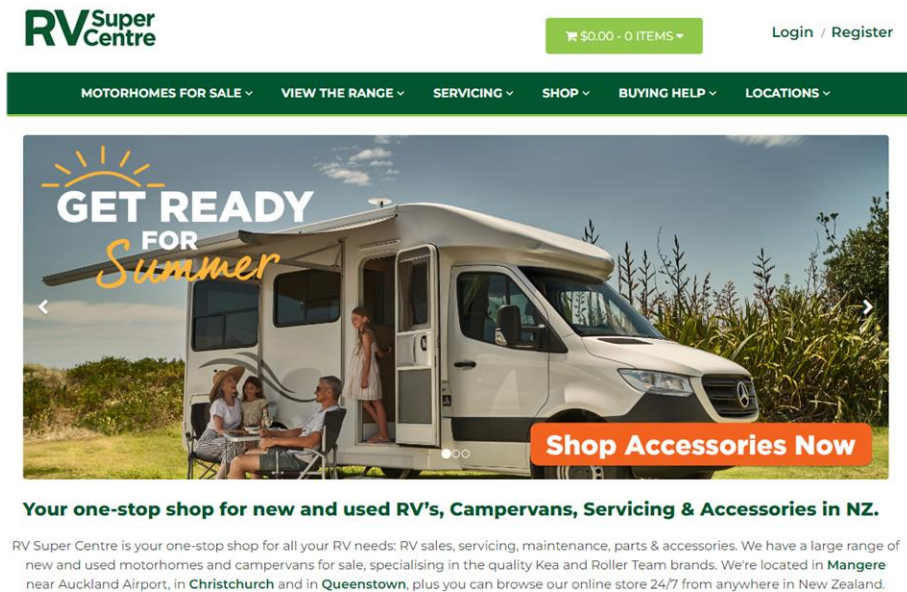 RV Super
Centre
$0.00 - 0 ITEMS
Login / Register
MOTORHOMES FOR SALE VIEW THE RANGE SERVICING SHOP BUYING HELP LOCATIONS
GET READY
FOR
Summer
Shop Accessories Now
Your one-stop shop for new and used RV's, Campervans, Servicing & Accessories in NZ.
RV Super Centre is your one-stop shop for all your RV needs: RV sales, servicing, maintenance, parts & accessories. We have a large range of
new and used motorhomes and campervans for sale, specialising in the quality Kea and Roller Team brands. We're located in Mangere
near Auckland Airport, in Christchurch and in Queenstown, plus you can browse our online store 24/7 from anywhere in New Zealand.